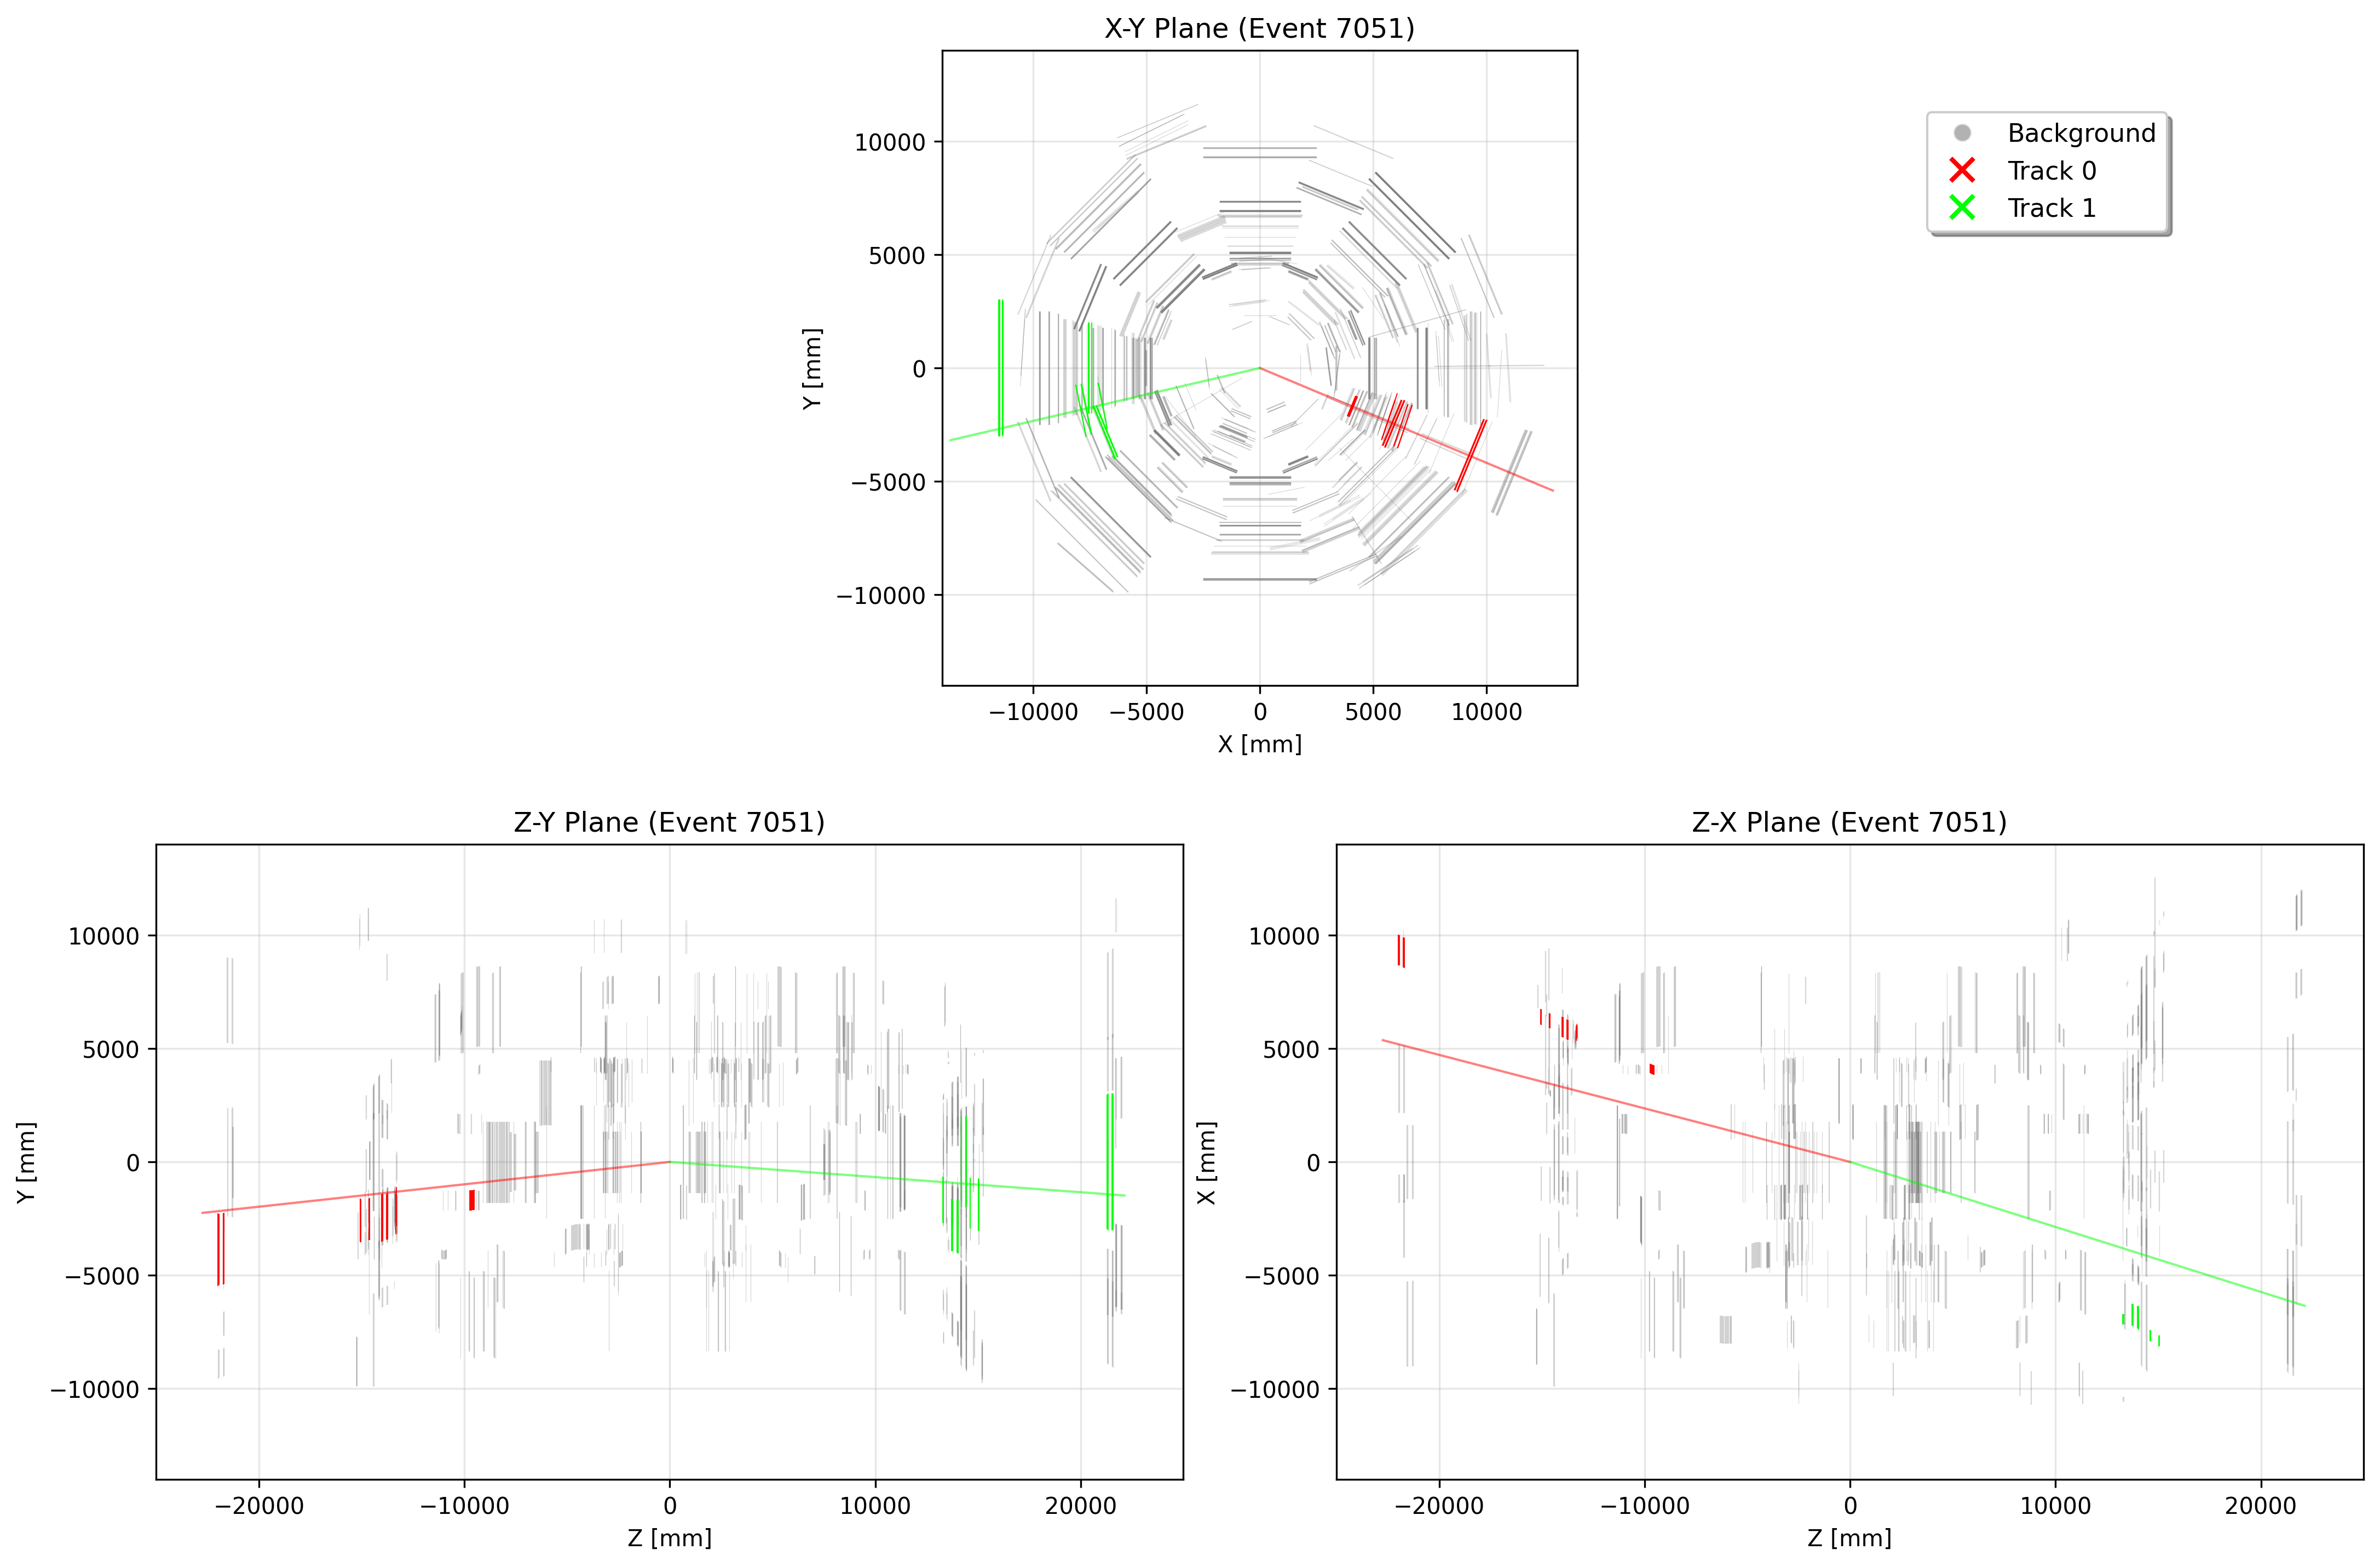 X-Y Plane (Event 7051)
Y [mm]
10000
5000
0
−5000
−10000
−10000 −5000 0 5000 10000
X [mm]
Background
Track 0
Track 1
Z-Y Plane (Event 7051)
Y [mm]
10000
5000
0
−5000
−10000
−20000 −10000 0 10000 20000
Z [mm]
Z-X Plane (Event 7051)
X [mm]
10000
5000
0
−5000
−10000
−20000 −10000 0 10000 20000
Z [mm]